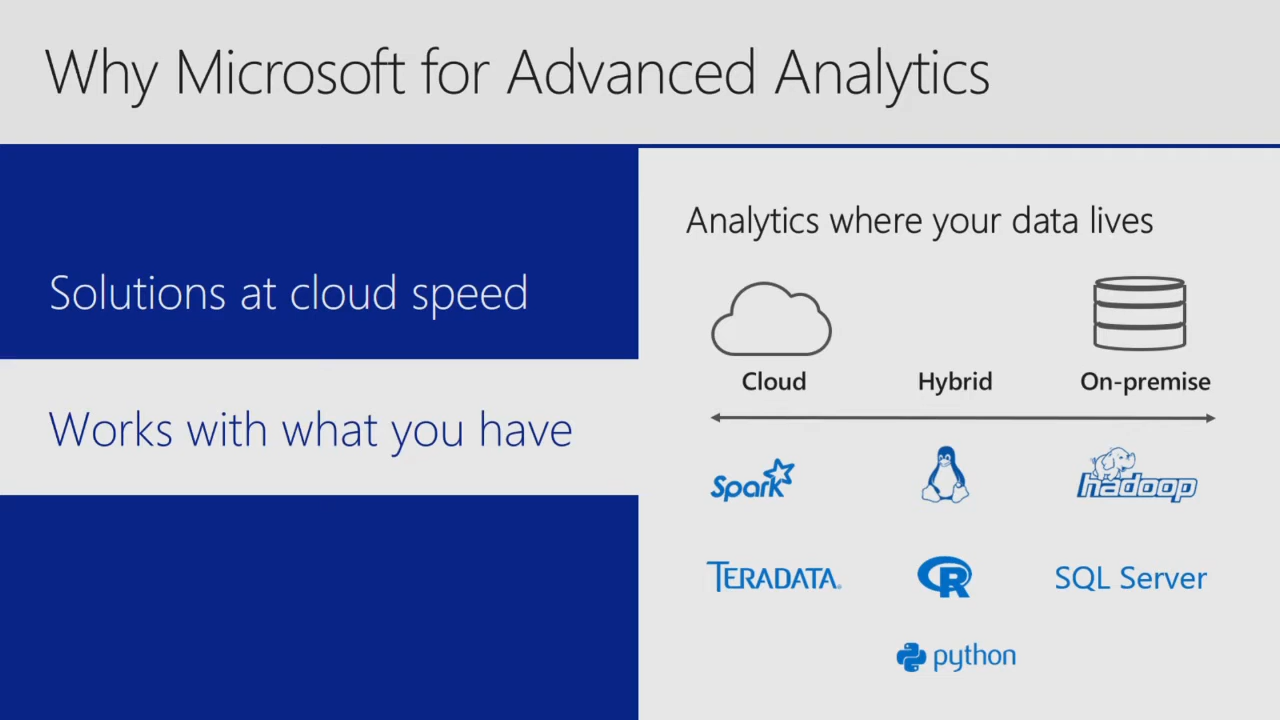 Why Microsoft for Advanced Analytics
Solutions at cloud speed
Works with what you have
Analytics where your data lives
Cloud Hybrid On-premise
Spark hadoop
TERADATA. R SQL Server
python